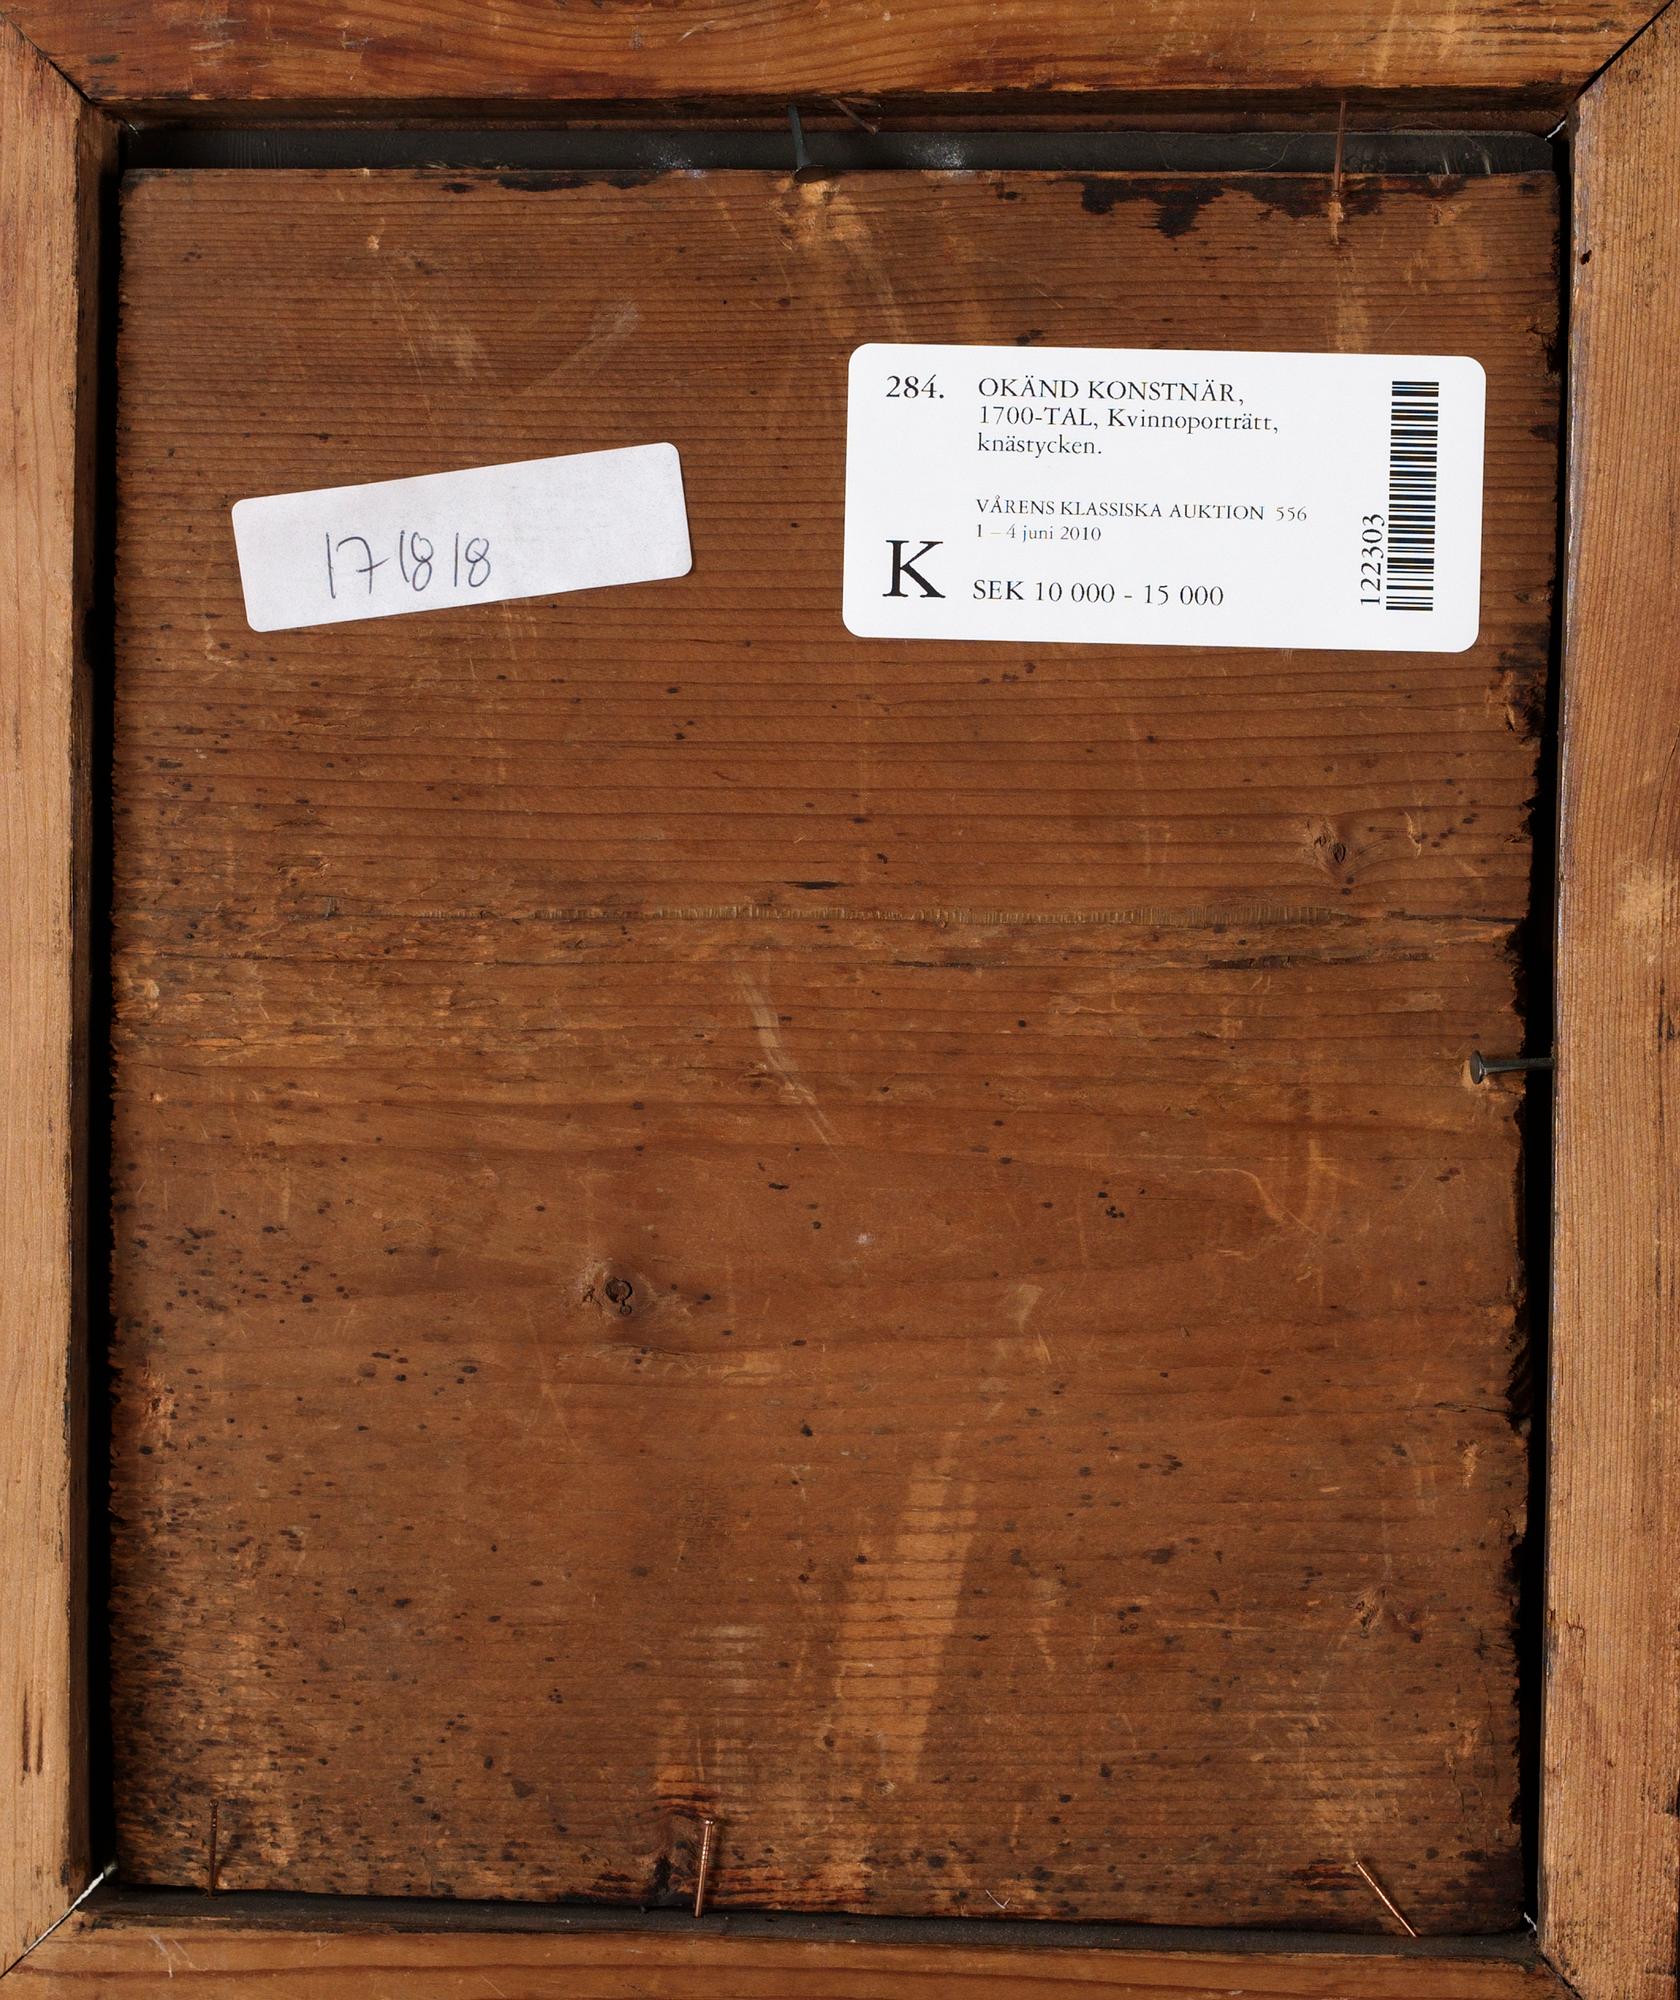 171818
284. OKÄND KONSTNÄR,
1700-TAL, Kvinnoporträtt,
knästycken.
VÅRENS KLASSISKA AUKTION 556
1 – 4 juni 2010
K SEK 10 000 - 15 000
122303